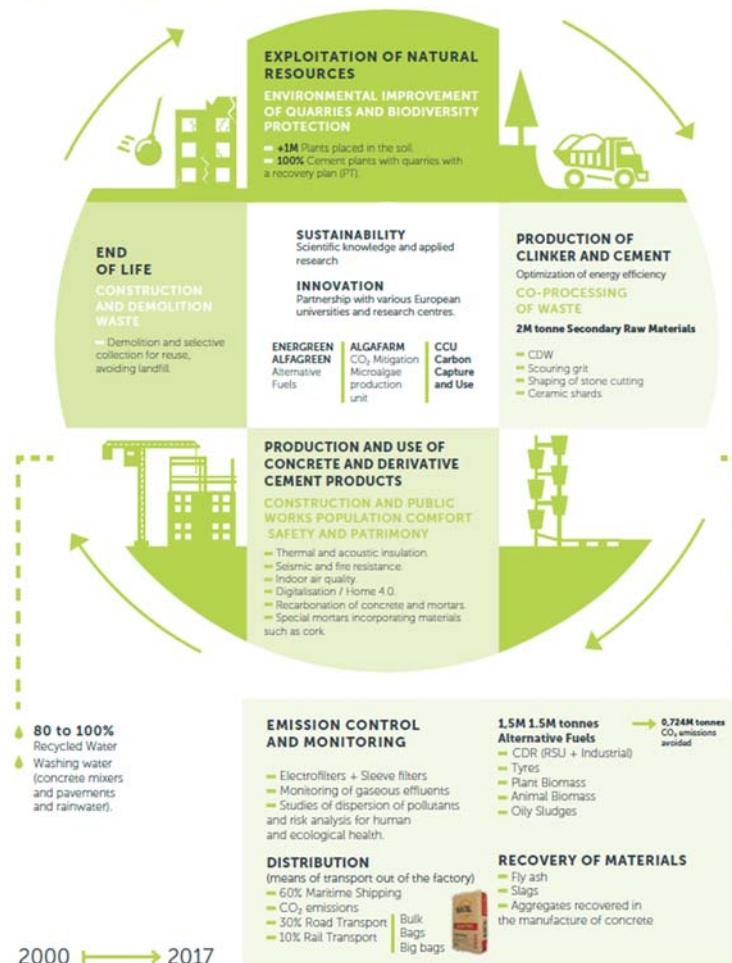 EXPLOITATION OF NATURAL
RESOURCES
ENVIRONMENTAL IMPROVEMENT
OF QUARRIES AND BIODIVERSITY
PROTECTION
+1M Plants placed in the soil.
100% Cement plants with quarries with
a recovery plan (PT).
END
OF LIFE
CONSTRUCTION
AND DEMOLITION
WASTE
Demolition and selective
collection for reuse,
avoiding landfill.
SUSTAINABILITY
Scientific knowledge and applied
research
INNOVATION
Partnership with various European
universities and research centres.
ENERGREEN
ALFAGREEN
Alternative
Fuels
ALGAFARM
CO₂ Mitigation
Microalgae
production
unit
CCU
Carbon
Capture
and Use
PRODUCTION OF
CLINKER AND CEMENT
Optimization of energy efficiency
CO-PROCESSING
OF WASTE
2M tonne Secondary Raw Materials
CDW
Scouring grit
Shaping of stone cutting
Ceramic shards
PRODUCTION AND USE OF
CONCRETE AND DERIVATIVE
CEMENT PRODUCTS
CONSTRUCTION AND PUBLIC
WORKS POPULATION COMFORT
SAFETY AND PATRIMONY
Thermal and acoustic insulation.
Seismic and fire resistance.
Indoor air quality.
Digitalisation / Home 4.0.
Recarbonation of concrete and mortars.
Special mortars incorporating materials
such as cork.
80 to 100%
Recycled Water
Washing water
(concrete mixers
and pavements
and rainwater).
EMISSION CONTROL
AND MONITORING
Electrofilters + Sleeve filters
Monitoring of gaseous effluents
Studies of dispersion of pollutants
and risk analysis for human
and ecological health.
DISTRIBUTION
(means of transport out of the factory)
60% Maritime Shipping
CO₂ emissions
30% Road Transport
10% Rail Transport
Bulk
Bags
Big bags
1,5M 1.5M tonnes
Alternative Fuels
CDR (RSU + Industrial)
Tyres
Plant Biomass
Animal Biomass
Oily Sludges
0,724M tonnes
CO₂ emissions
avoided
RECOVERY OF MATERIALS
Fly ash
Slags
Aggregates recovered in
the manufacture of concrete
2000 2017